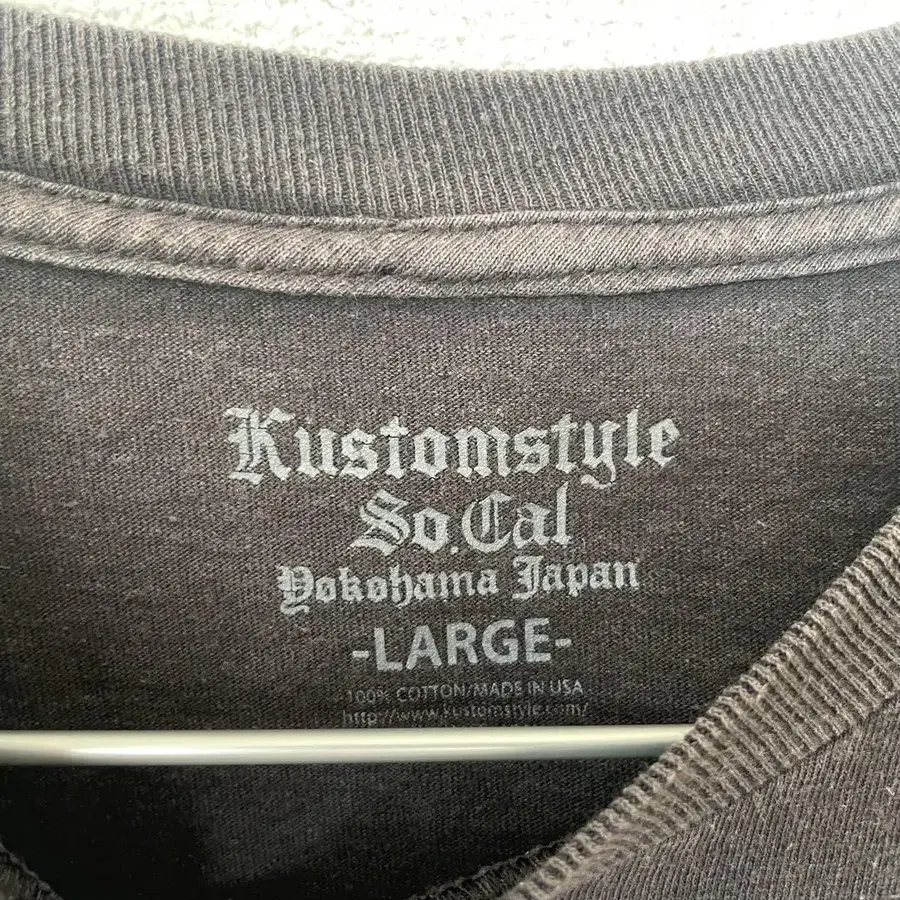 Kustomstyle
So.Cal
Yokohama Japan
-LARGE-
100% COTTON/MADE IN USA
http://www.kustomstyle.com/